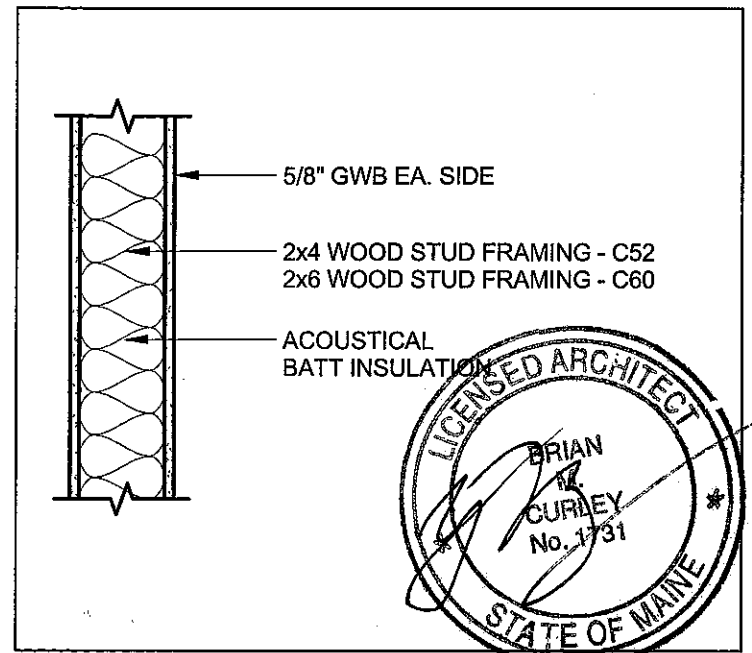 5/8" GWB EA. SIDE
2x4 WOOD STUD FRAMING - C52
2x6 WOOD STUD FRAMING - C60
ACOUSTICAL
BATT INSULATION
LICENSED ARCHITECT
BRIAN
M.
CURLEY
No. 1731
STATE OF MAINE